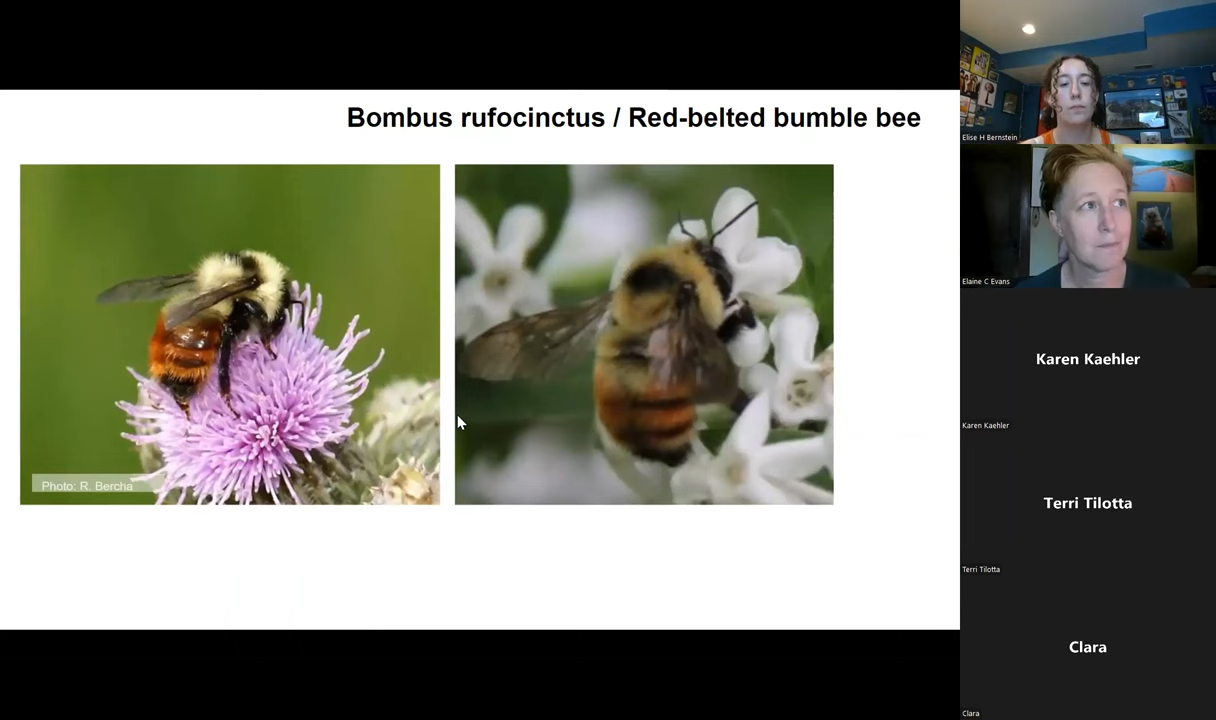 Bombus rufocinctus / Red-belted bumble bee
Photo: R. Bercha
Elise H Bernstein
Elaine C Evans
Karen Kaehler
Karen Kaehler
Terri Tilotta
Terri Tilotta
Clara
Clara